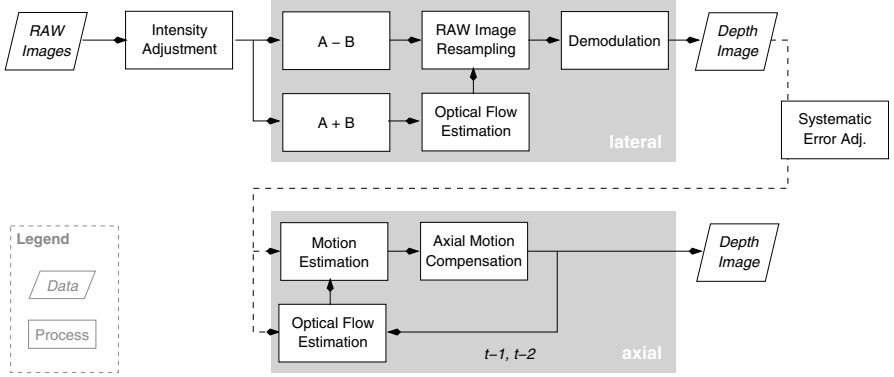 RAW
Images
Intensity
Adjustment
A – B
RAW Image
Resampling
Demodulation
Depth
Image
A + B
Optical Flow
Estimation
lateral
Systematic
Error Adj.
Legend
Data
Process
Motion
Estimation
Axial Motion
Compensation
Depth
Image
Optical Flow
Estimation
t–1, t–2
axial